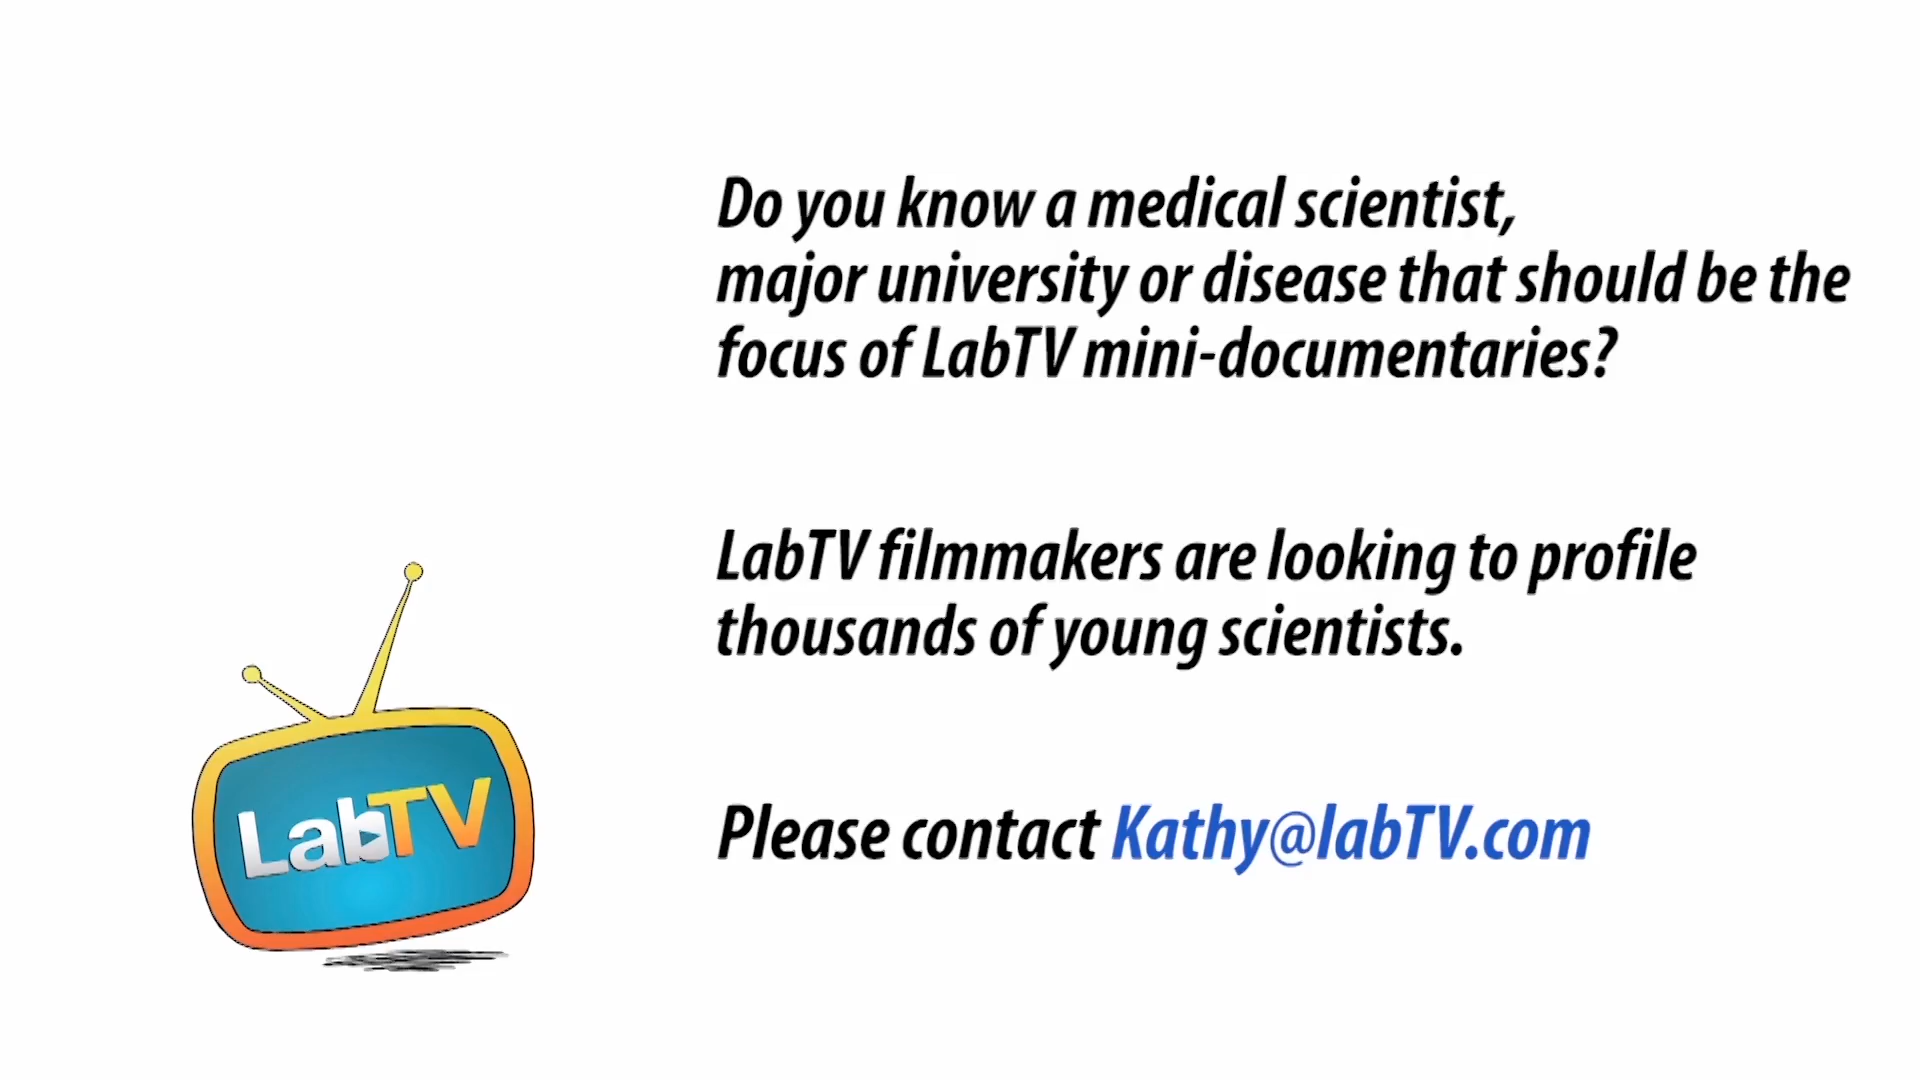 Do you know a medical scientist,
major university or disease that should be the
focus of LabTV mini-documentaries?
LabTV filmmakers are looking to profile
thousands of young scientists.
LabTV
Please contact Kathy@labTV.com